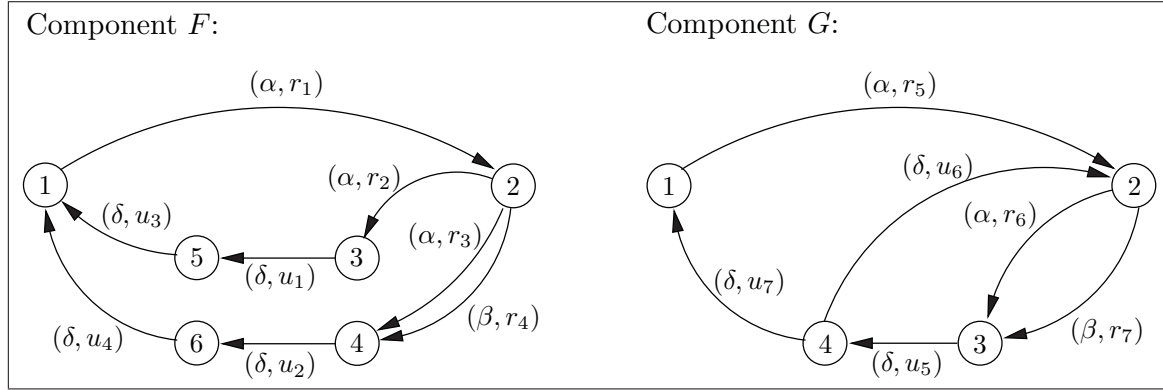 Component F:
(α, r₁)
1
2
(α, r₂)
(δ, u₃)
5
(δ, u₁)
3
(α, r₃)
(δ, u₄)
6
(δ, u₂)
4
(β, r₄)
Component G:
(α, r₅)
1
2
(δ, u₆)
(α, r₆)
(δ, u₇)
4
(δ, u₅)
3
(β, r₇)